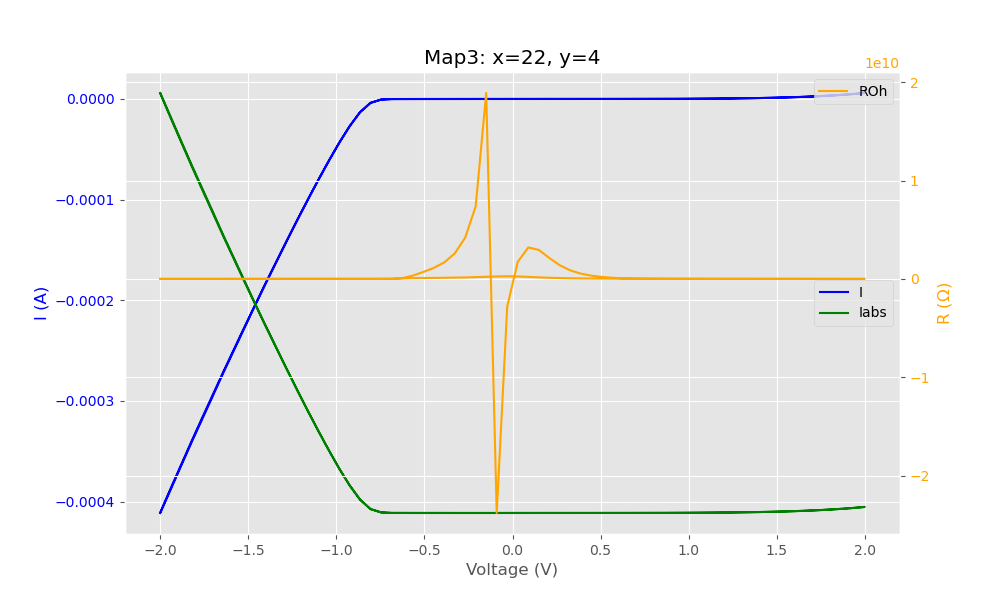 Map3: x=22, y=4
1e10
0.0000
−0.0001
−0.0002
−0.0003
−0.0004
I (A)
ROh
I
Iabs
2
1
0
−1
−2
R (Ω)
−2.0
−1.5
−1.0
−0.5
0.0
0.5
1.0
1.5
2.0
Voltage (V)